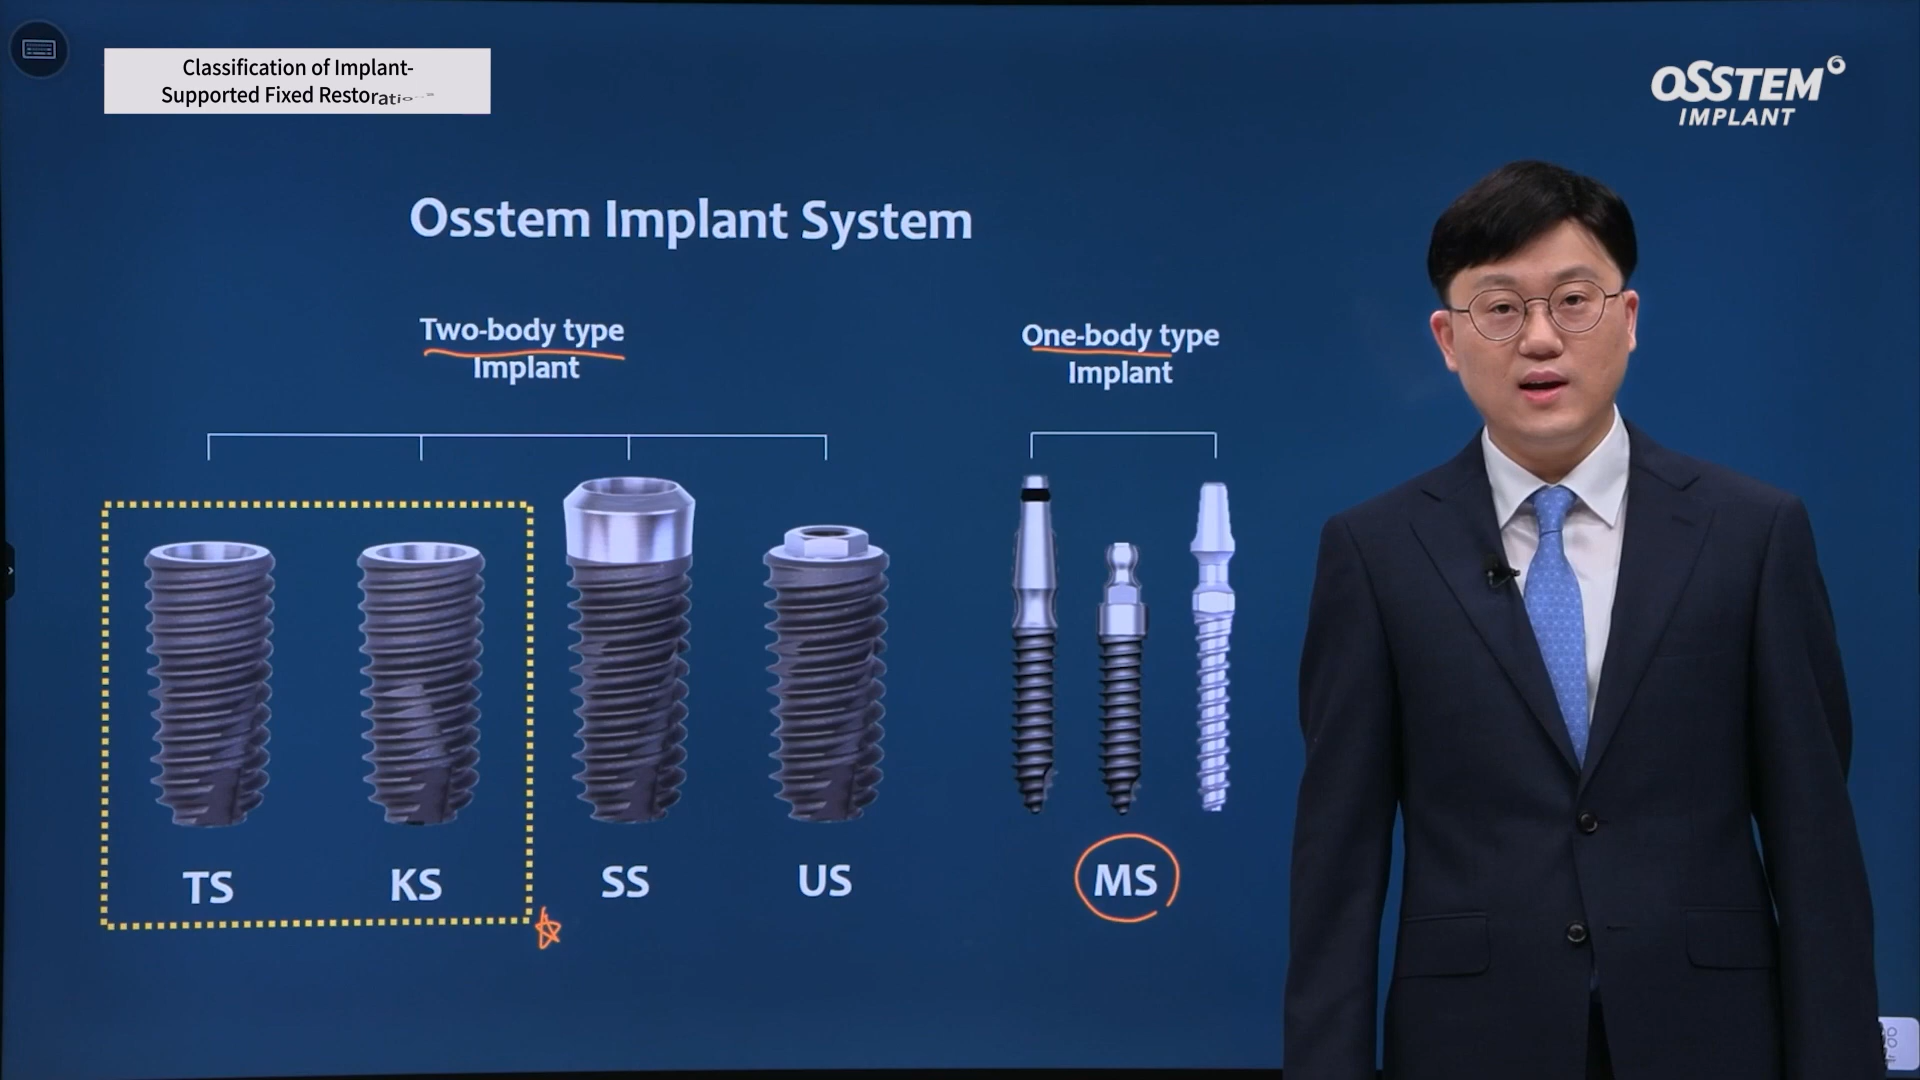 Classification of Implant-
Supported Fixed Restorations
OSSTEM
IMPLANT
Osstem Implant System
Two-body type
Implant
One-body type
Implant
TS
KS
SS
US
MS